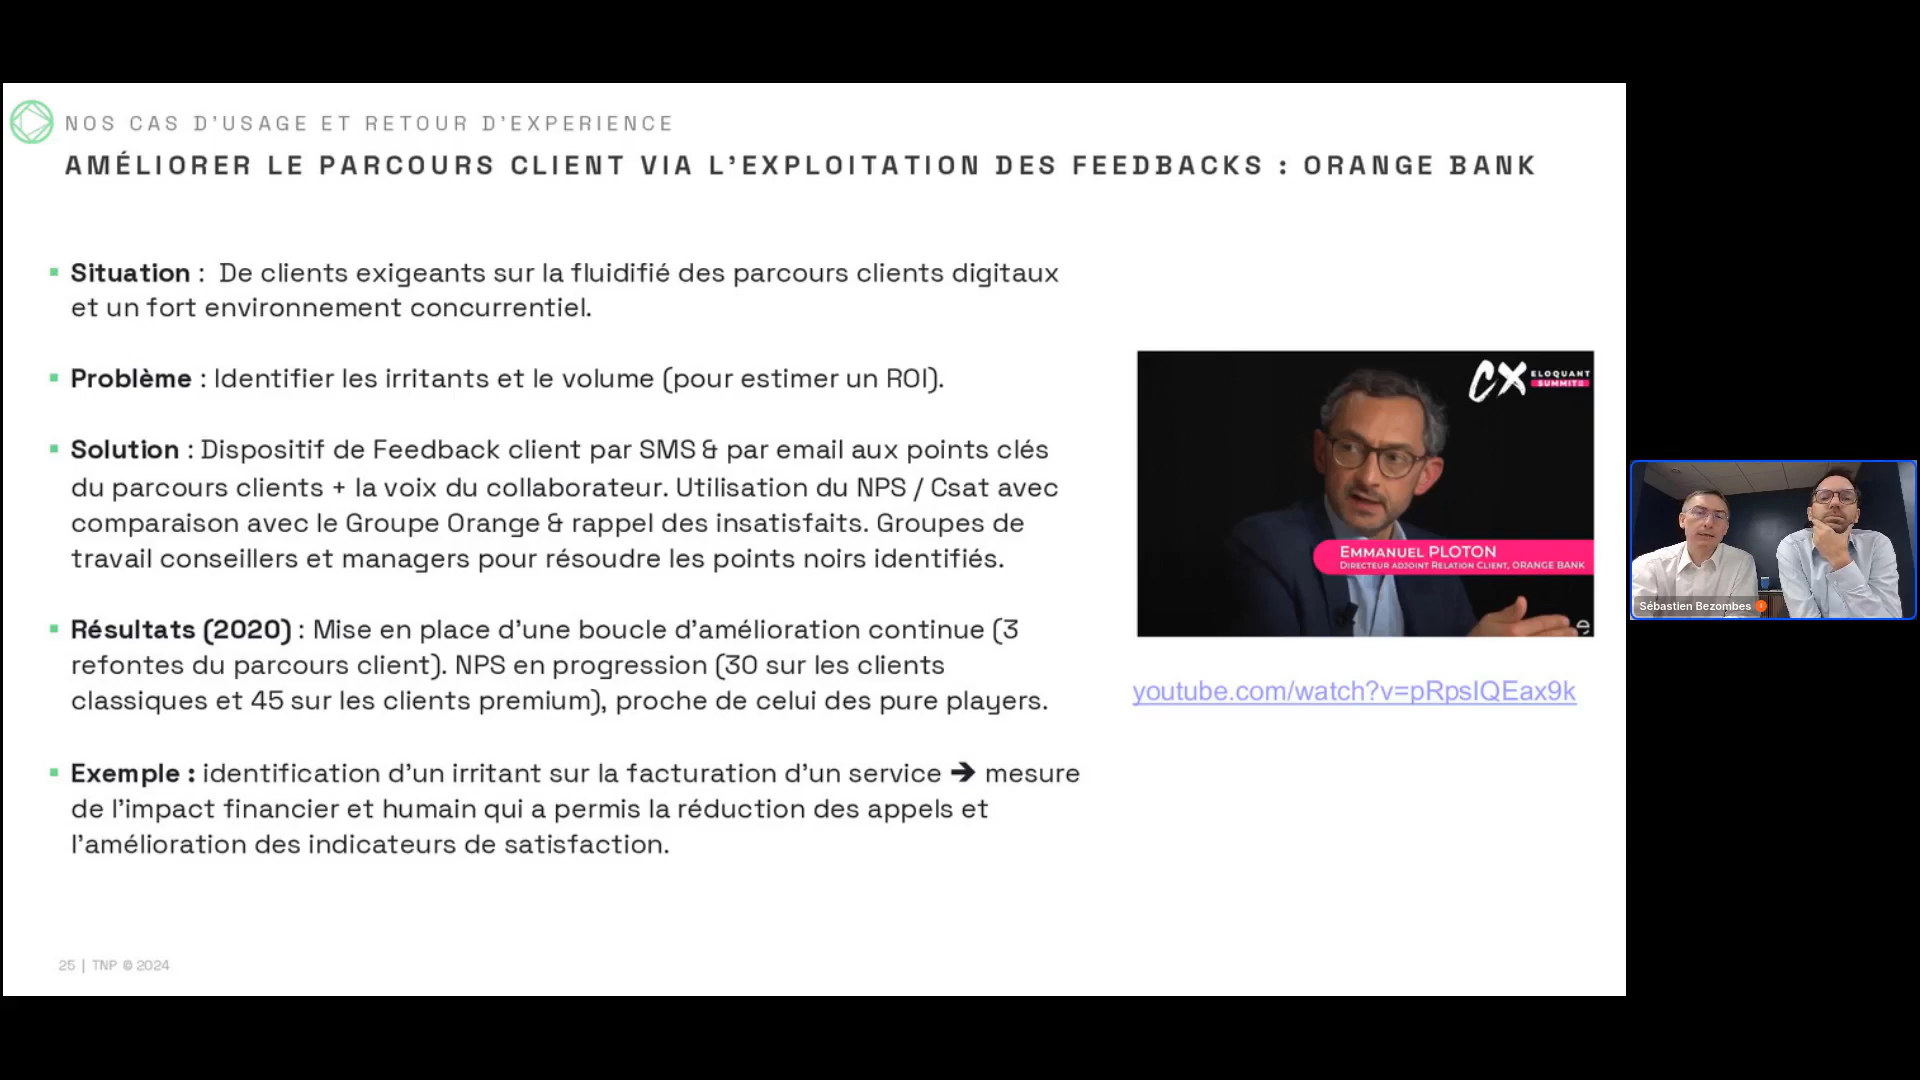 NOS CAS D'USAGE ET RETOUR D'EXPERIENCE
AMÉLIORER LE PARCOURS CLIENT VIA L'EXPLOITATION DES FEEDBACKS : ORANGE BANK
▪ Situation : De clients exigeants sur la fluidifié des parcours clients digitaux
et un fort environnement concurrentiel.
▪ Problème : Identifier les irritants et le volume (pour estimer un ROI).
▪ Solution : Dispositif de Feedback client par SMS & par email aux points clés
du parcours clients + la voix du collaborateur. Utilisation du NPS / Csat avec
comparaison avec le Groupe Orange & rappel des insatisfaits. Groupes de
travail conseillers et managers pour résoudre les points noirs identifiés.
▪ Résultats (2020) : Mise en place d'une boucle d'amélioration continue (3
refontes du parcours client). NPS en progression (30 sur les clients
classiques et 45 sur les clients premium), proche de celui des pure players.
▪ Exemple : identification d'un irritant sur la facturation d'un service ➔ mesure
de l'impact financier et humain qui a permis la réduction des appels et
l'amélioration des indicateurs de satisfaction.
CX ELOQUANT
SUMMIT
EMMANUEL PLOTON
DIRECTEUR ADJOINT RELATION CLIENT, ORANGE BANK
youtube.com/watch?v=pRpsIQEax9k
Sébastien Bezombes
25 | TNP © 2024